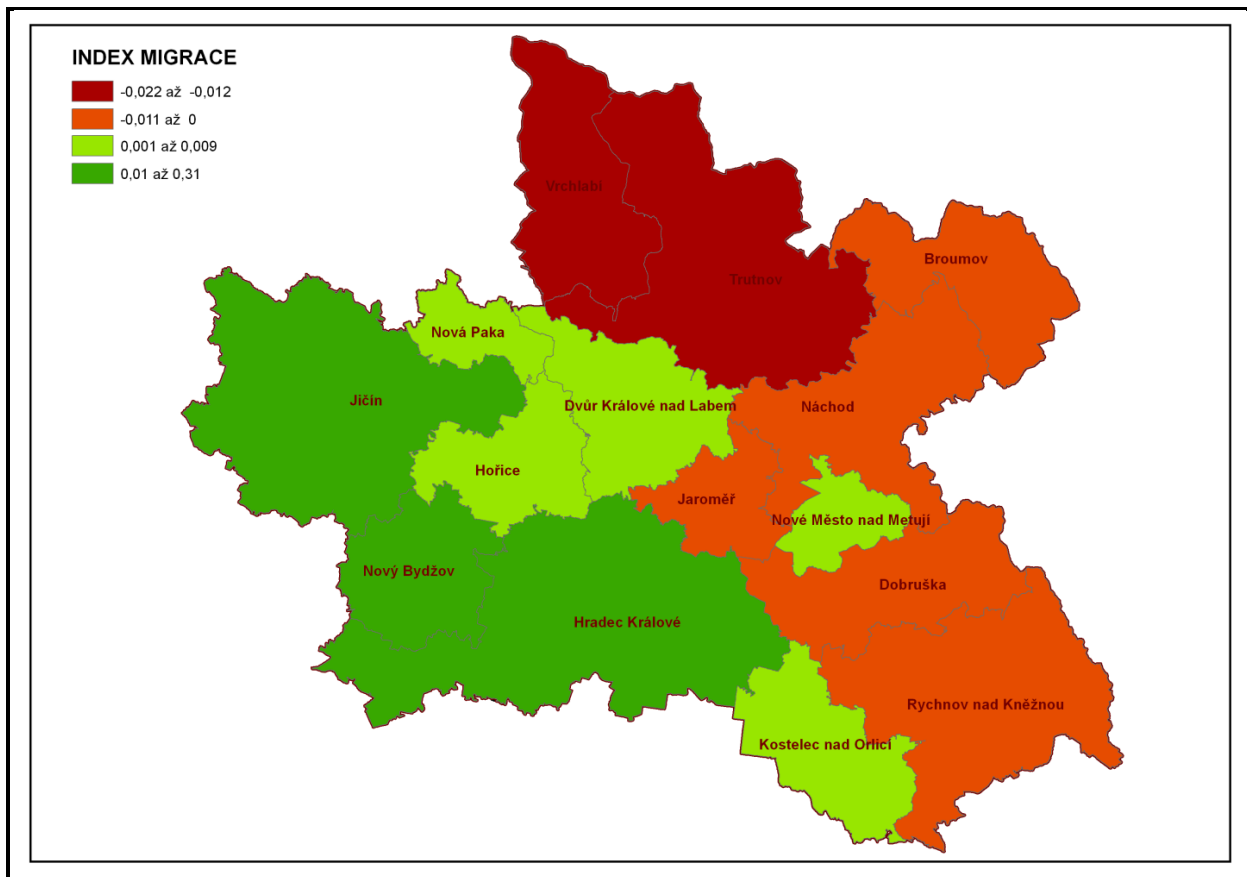 INDEX MIGRACE
-0,022 až -0,012
-0,011 až 0
0,001 až 0,009
0,01 až 0,31
Vrchlabí
Trutnov
Broumov
Nová Paka
Jičín
Dvůr Králové nad Labem
Náchod
Hořice
Jaroměř
Nové Město nad Metují
Nový Bydžov
Dobruška
Hradec Králové
Rychnov nad Kněžnou
Kostelec nad Orlicí